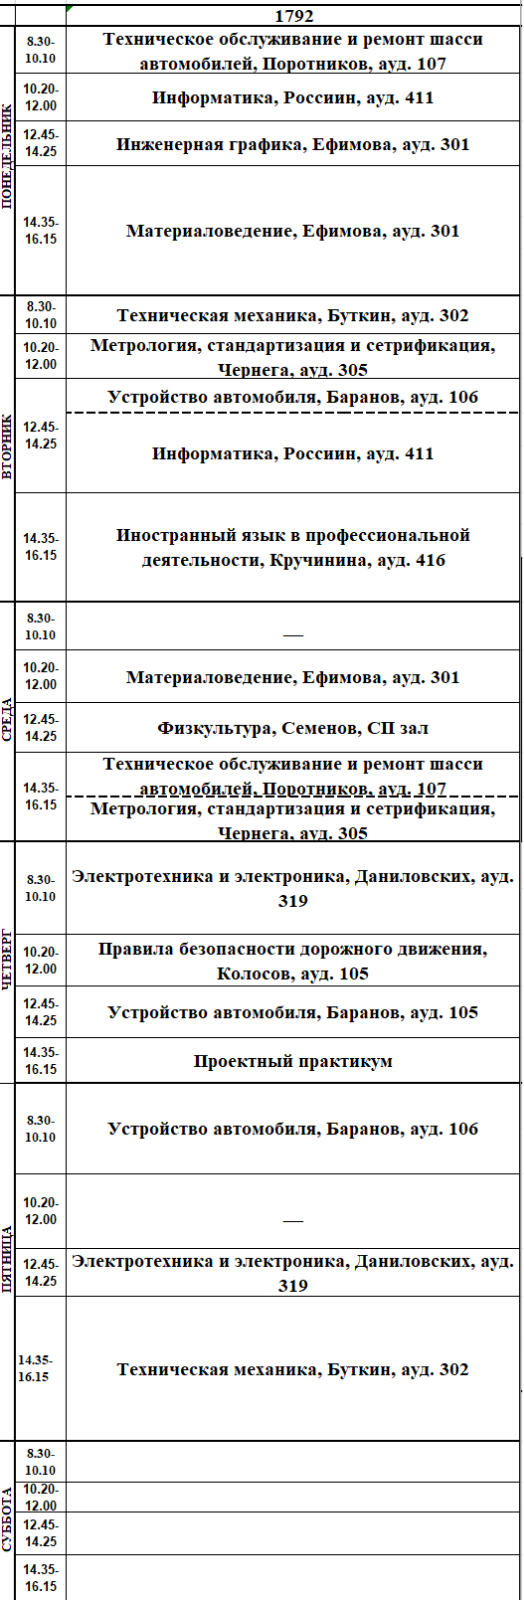 1792
ПОНЕДЕЛЬНИК
8.30-
10.10
Техническое обслуживание и ремонт шасси
автомобилей, Поротников, ауд. 107
10.20-
12.00
Информатика, Россиин, ауд. 411
12.45-
14.25
Инженерная графика, Ефимова, ауд. 301
14.35-
16.15
Материаловедение, Ефимова, ауд. 301
ВТОРНИК
8.30-
10.10
Техническая механика, Буткин, ауд. 302
10.20-
12.00
Метрология, стандартизация и сетрификация,
Чернега, ауд. 305
12.45-
14.25
Устройство автомобиля, Баранов, ауд. 106
Информатика, Россиин, ауд. 411
14.35-
16.15
Иностранный язык в профессиональной
деятельности, Кручинина, ауд. 416
СРЕДА
8.30-
10.10
—
10.20-
12.00
Материаловедение, Ефимова, ауд. 301
12.45-
14.25
Физкультура, Семенов, СП зал
14.35-
16.15
Техническое обслуживание и ремонт шасси
автомобилей, Поротников, ауд. 107
Метрология, стандартизация и сетрификация,
Чернега, ауд. 305
ЧЕТВЕРГ
8.30-
10.10
Электротехника и электроника, Даниловских, ауд.
319
10.20-
12.00
Правила безопасности дорожного движения,
Колосов, ауд. 105
12.45-
14.25
Устройство автомобиля, Баранов, ауд. 105
14.35-
16.15
Проектный практикум
ПЯТНИЦА
8.30-
10.10
Устройство автомобиля, Баранов, ауд. 106
10.20-
12.00
—
12.45-
14.25
Электротехника и электроника, Даниловских, ауд.
319
14.35-
16.15
Техническая механика, Буткин, ауд. 302
СУББОТА
8.30-
10.10
10.20-
12.00
12.45-
14.25
14.35-
16.15